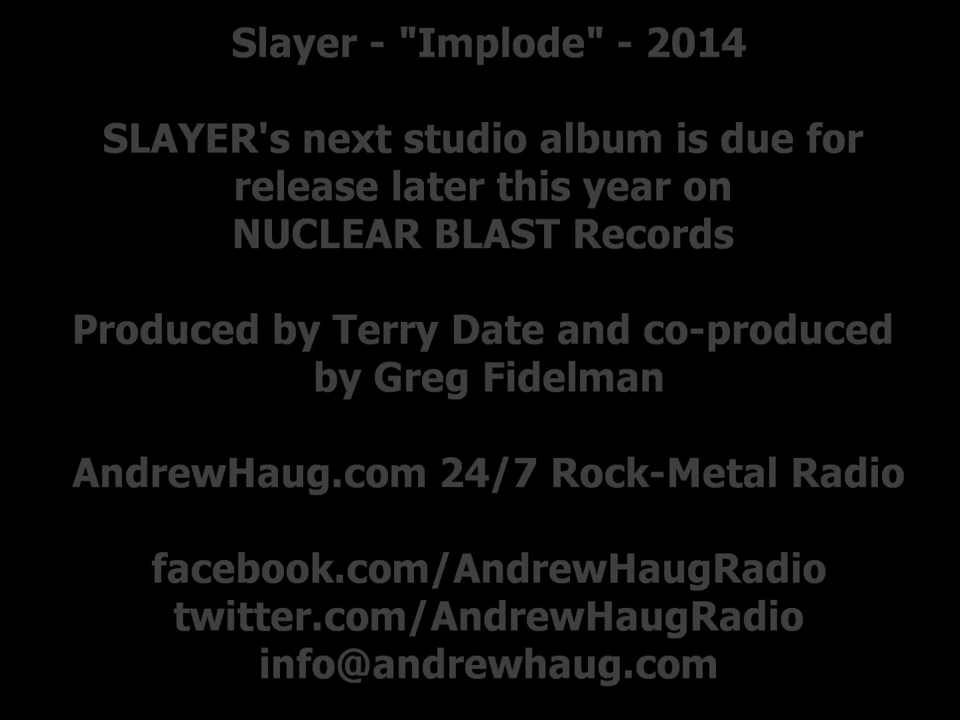 Slayer - "Implode" - 2014
SLAYER's next studio album is due for
release later this year on
NUCLEAR BLAST Records
Produced by Terry Date and co-produced
by Greg Fidelman
AndrewHaug.com 24/7 Rock-Metal Radio
facebook.com/AndrewHaugRadio
twitter.com/AndrewHaugRadio
info@andrewhaug.com